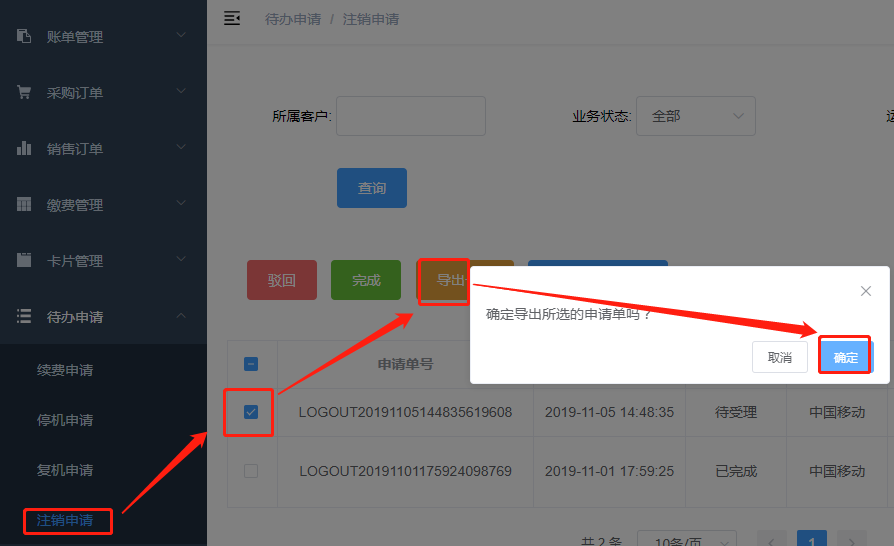 账单管理
采购订单
销售订单
缴费管理
卡片管理
待办申请
续费申请
停机申请
复机申请
注销申请
待办申请 / 注销申请
所属客户:
业务状态: 全部
查询
驳回 完成 导出
确定导出所选的申请单吗？
取消 确定
申请单号
LOGOUT20191105144835619608 2019-11-05 14:48:35 待受理 中国移动
LOGOUT20191101175924098769 2019-11-01 17:59:25 已完成 中国移动
共 2 条 10条/页 1